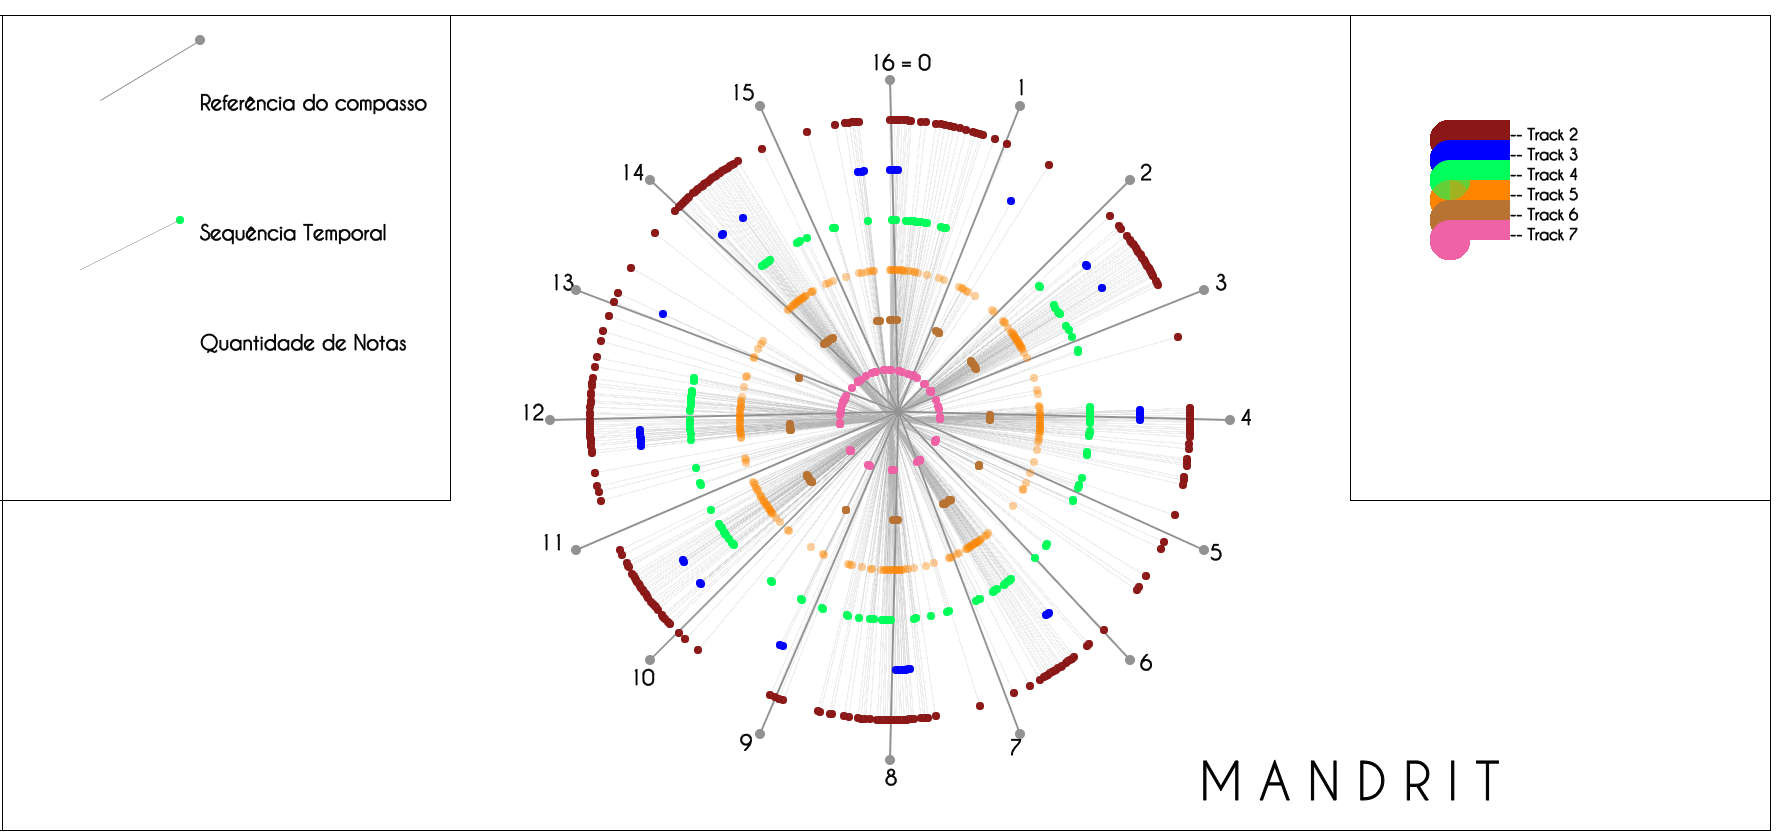 Referência do compasso
Sequência Temporal
Quantidade de Notas
16 = 0
1
2
3
4
5
6
7
8
9
10
11
12
13
14
15
-- Track 2
-- Track 3
-- Track 4
-- Track 5
-- Track 6
-- Track 7
MANDRIT